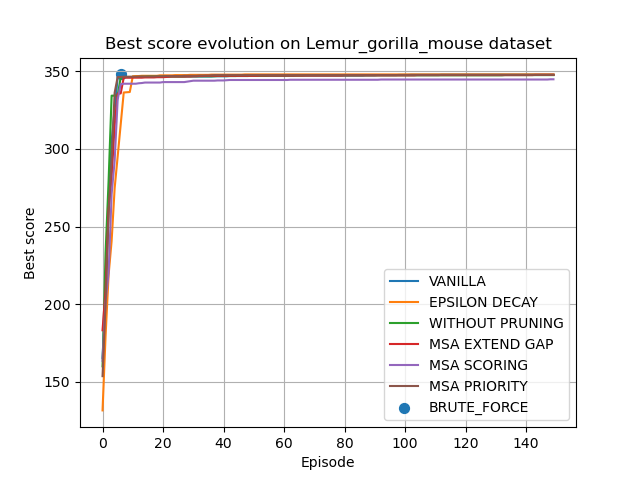 Best score evolution on Lemur_gorilla_mouse dataset
350
300
250
200
150
Best score
0
20
40
60
80
100
120
140
Episode
VANILLA
EPSILON DECAY
WITHOUT PRUNING
MSA EXTEND GAP
MSA SCORING
MSA PRIORITY
BRUTE_FORCE